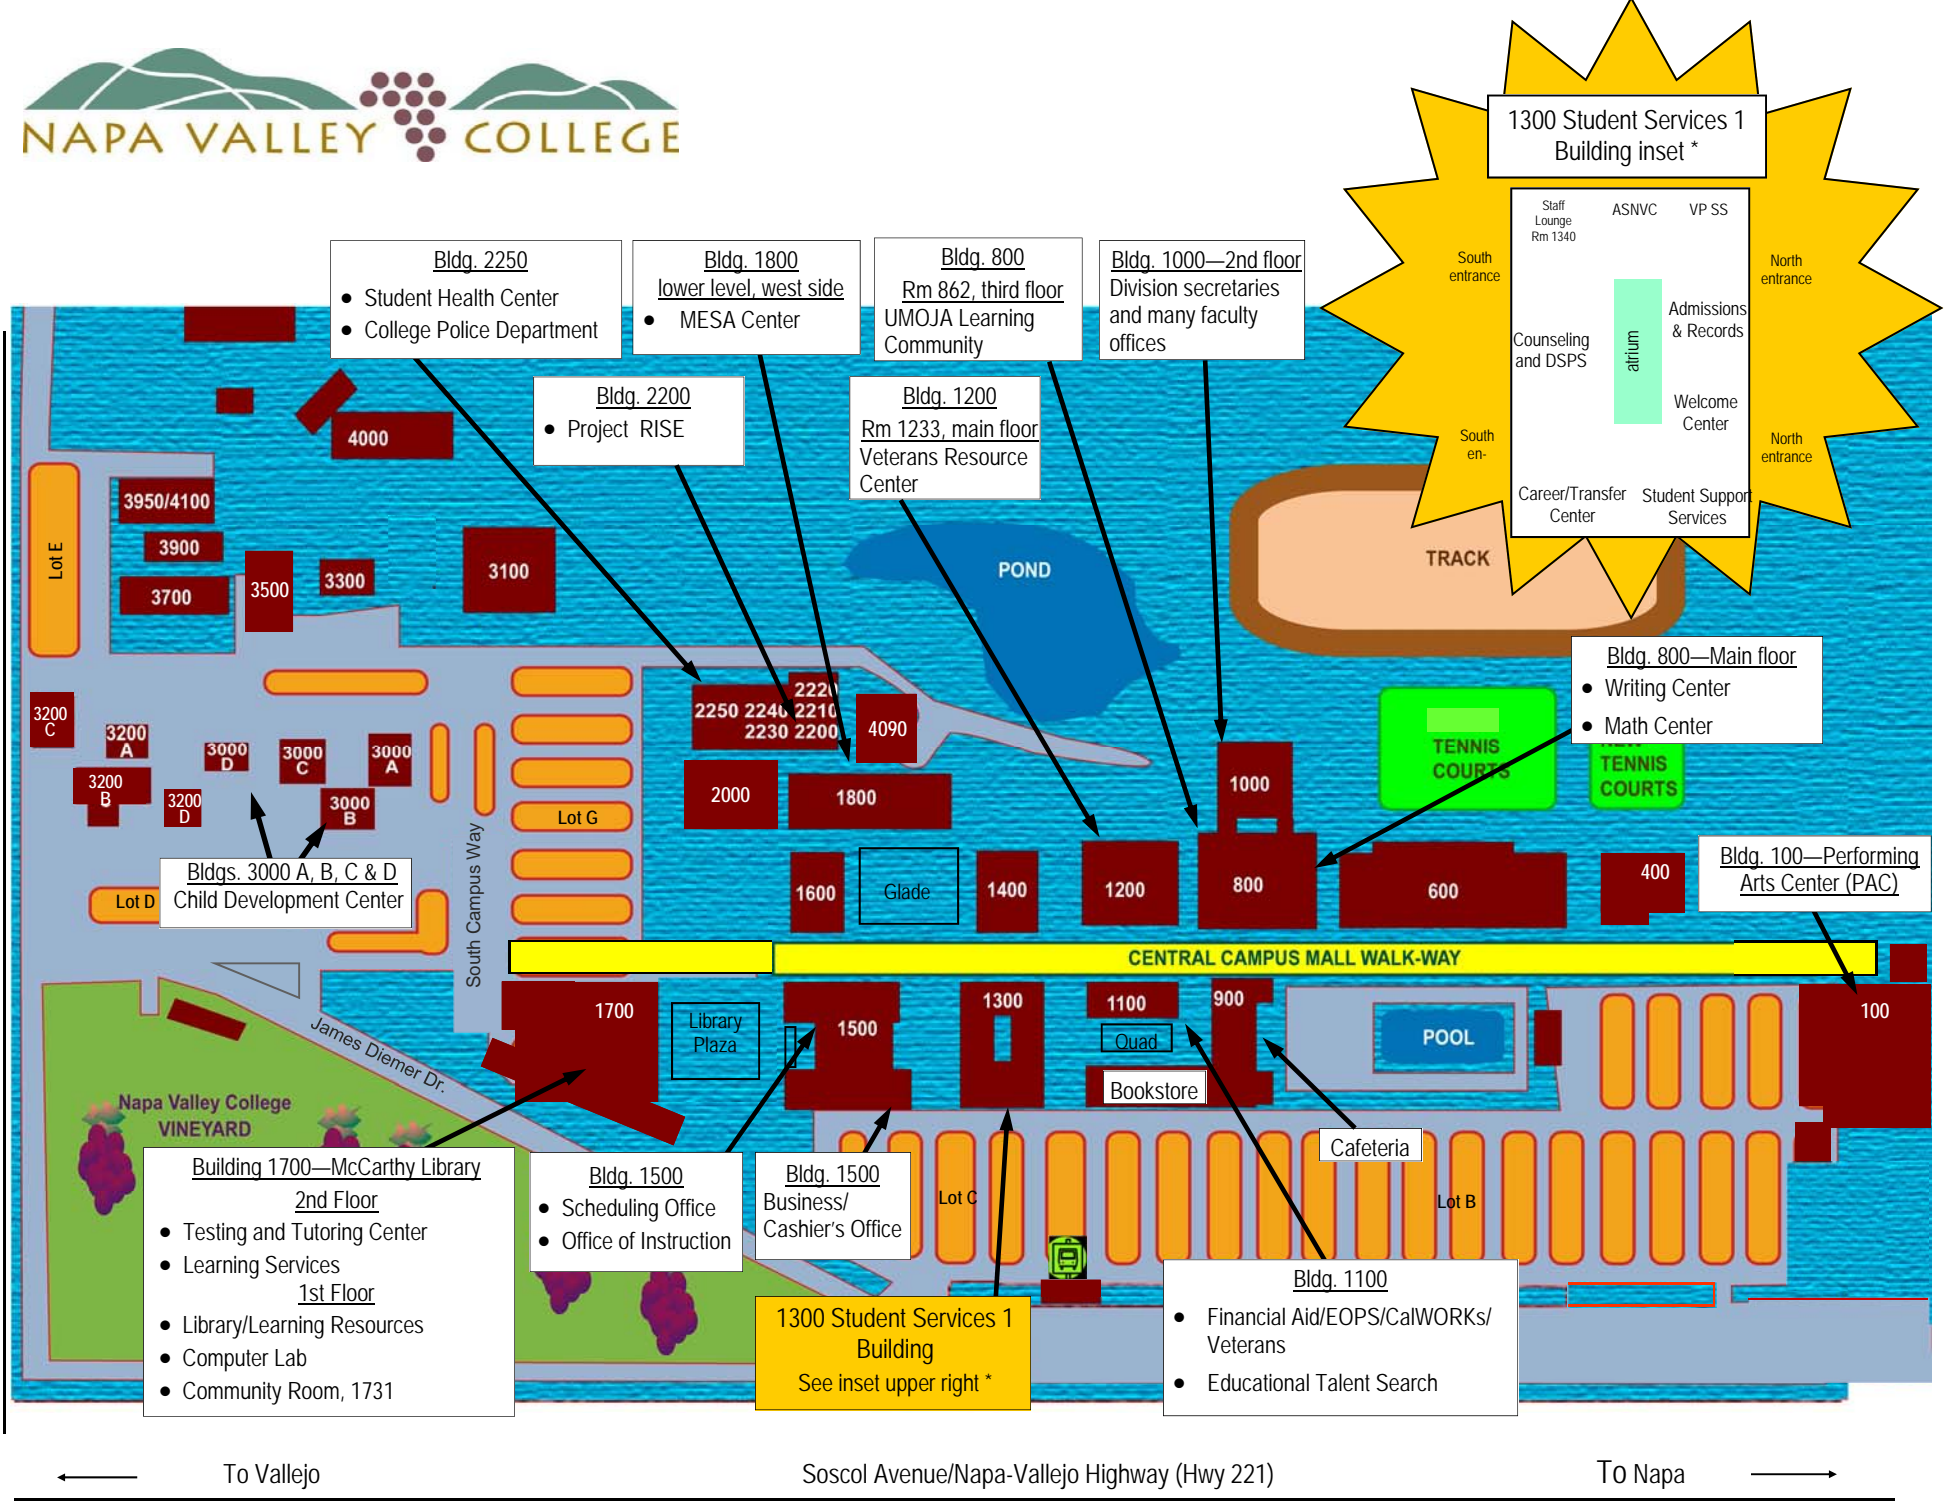 NAPA VALLEY COLLEGE
1300 Student Services 1
Building inset *
Staff
Lounge
Rm 1340
ASNVC
VP SS
South
entrance
North
entrance
Admissions
& Records
Counseling
and DSPS
atrium
Welcome
Center
South
en-
North
entrance
Career/Transfer
Center
Student Support
Services
Bldg. 2250
• Student Health Center
• College Police Department
Bldg. 1800
lower level, west side
• MESA Center
Bldg. 800
Rm 862, third floor
UMOJA Learning
Community
Bldg. 1000—2nd floor
Division secretaries
and many faculty
offices
Bldg. 2200
• Project RISE
Bldg. 1200
Rm 1233, main floor
Veterans Resource
Center
4000
3950/4100
3900
3700
3500
3300
3100
Lot E
POND
TRACK
Bldg. 800—Main floor
• Writing Center
• Math Center
TENNIS
COURTS
NEW
TENNIS
COURTS
2220
2250 2240 2210
2230 2200
4090
2000
1800
1000
3200
C
3200
A
3200
B
3200
D
3000
D
3000
C
3000
A
3000
B
Lot G
South Campus Way
Bldgs. 3000 A, B, C & D
Child Development Center
Lot D
1600
Glade
1400
1200
800
600
400
Bldg. 100—Performing
Arts Center (PAC)
CENTRAL CAMPUS MALL WALK-WAY
1700
Library
Plaza
1500
1300
1100
Quad
Bookstore
900
POOL
100
James Diemer Dr.
Napa Valley College
VINEYARD
Cafeteria
Building 1700—McCarthy Library
2nd Floor
• Testing and Tutoring Center
• Learning Services
1st Floor
• Library/Learning Resources
• Computer Lab
• Community Room, 1731
Bldg. 1500
• Scheduling Office
• Office of Instruction
Bldg. 1500
Business/
Cashier's Office
Lot C
Lot B
1300 Student Services 1
Building
See inset upper right *
Bldg. 1100
• Financial Aid/EOPS/CalWORKs/
Veterans
• Educational Talent Search
To Vallejo
Soscol Avenue/Napa-Vallejo Highway (Hwy 221)
To Napa